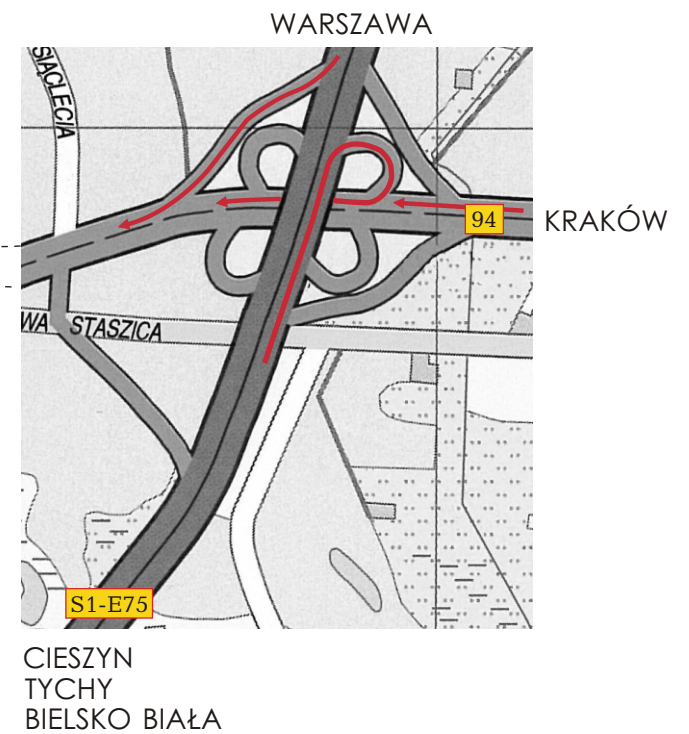 WARSZAWA
SIĄCLECIA
94
KRAKÓW
WA STASZICA
S1-E75
CIESZYN
TYCHY
BIELSKO BIAŁA